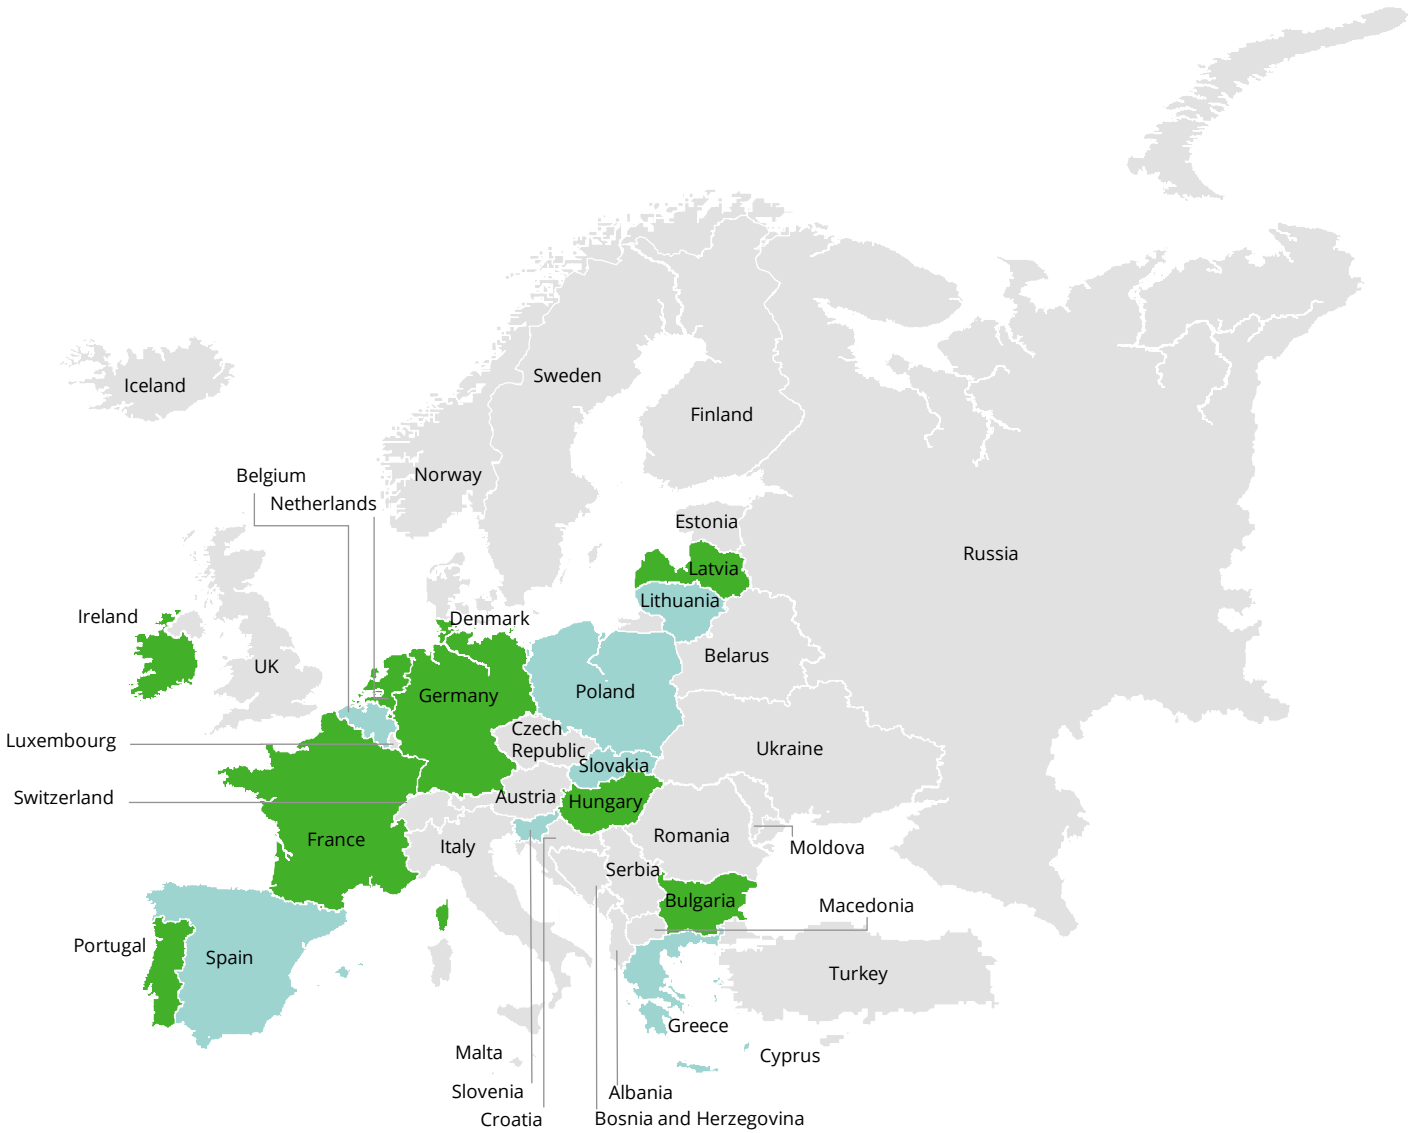 Iceland
Sweden
Finland
Norway
Belgium
Netherlands
Estonia
Russia
Latvia
Lithuania
Ireland
Denmark
UK
Belarus
Germany
Poland
Czech
Republic
Luxembourg
Ukraine
Slovakia
Switzerland
Austria
Hungary
France
Italy
Romania
Moldova
Serbia
Bulgaria
Macedonia
Portugal
Spain
Turkey
Greece
Malta
Cyprus
Slovenia
Albania
Croatia
Bosnia and Herzegovina